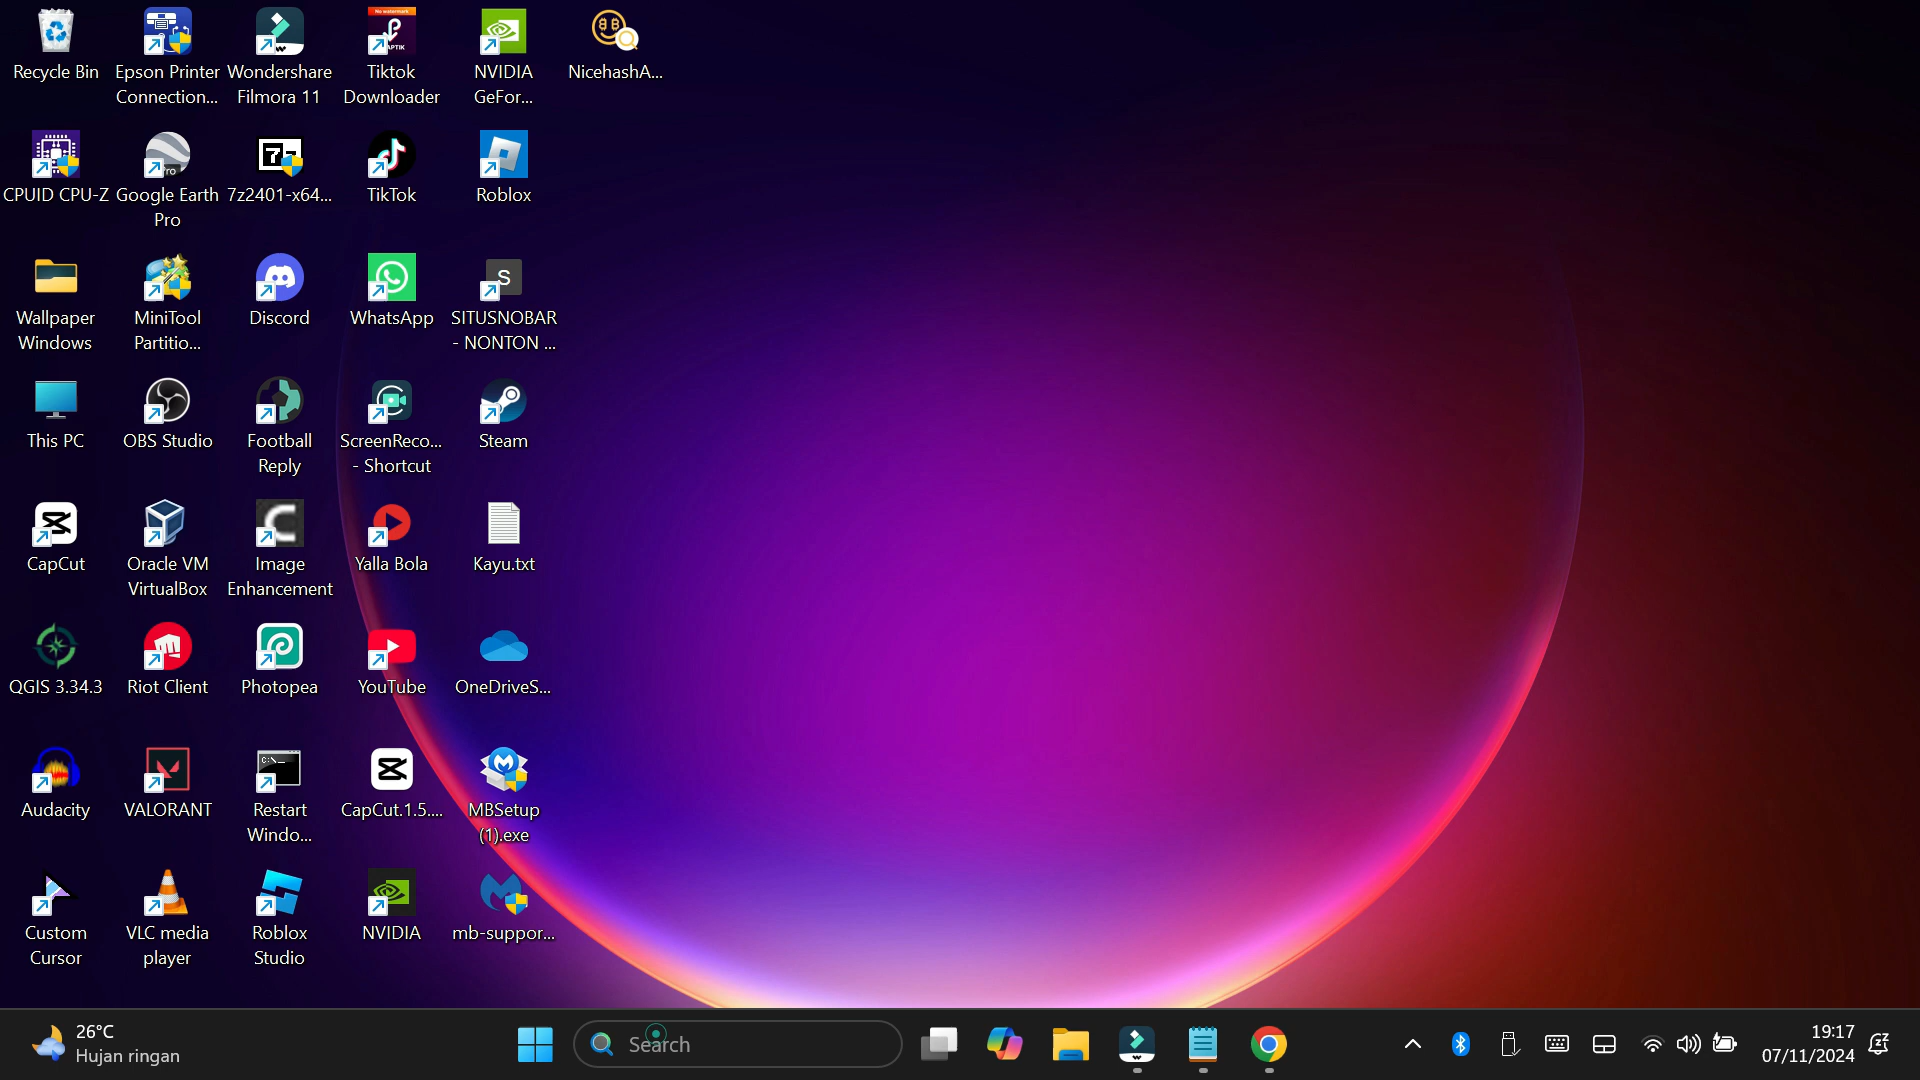 Recycle Bin
Epson Printer
Connection...
Wondershare
Filmora 11
No watermark
Tiktok
Downloader
NVIDIA
GeFor...
NicehashA...
CPUID CPU-Z
Google Earth
Pro
7z2401-x64...
TikTok
Roblox
Wallpaper
Windows
MiniTool
Partitio...
Discord
WhatsApp
S
SITUSNOBAR
- NONTON ...
This PC
OBS Studio
Football
Reply
ScreenReco...
- Shortcut
Steam
CapCut
Oracle VM
VirtualBox
Image
Enhancement
Yalla Bola
Kayu.txt
QGIS 3.34.3
Riot Client
Photopea
YouTube
OneDriveS...
Audacity
VALORANT
C:\_
Restart
Windo...
CapCut.1.5....
MBSetup
(1).exe
Custom
Cursor
VLC media
player
Roblox
Studio
NVIDIA
mb-suppor...
26°C
Hujan ringan
Search
19:17
07/11/2024